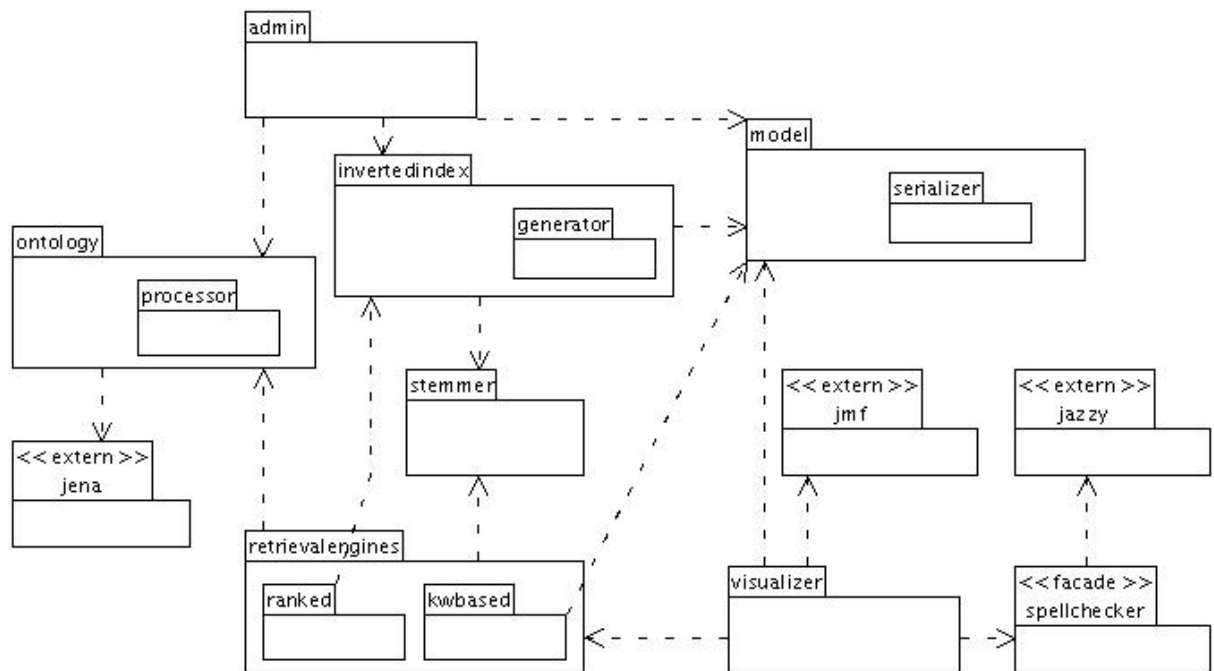 admin
model
invertedindex
serializer
generator
ontology
processor
stemmer
<< extern >>
jmf
<< extern >>
jazzy
<< extern >>
jena
retrievalengines
ranked
kwbased
visualizer
<< facade >>
spellchecker